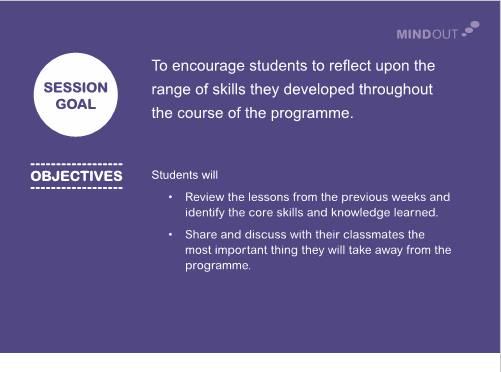 MINDOUT
SESSION
GOAL
To encourage students to reflect upon the
range of skills they developed throughout
the course of the programme.
OBJECTIVES
Students will
• Review the lessons from the previous weeks and
identify the core skills and knowledge learned.
• Share and discuss with their classmates the
most important thing they will take away from the
programme.